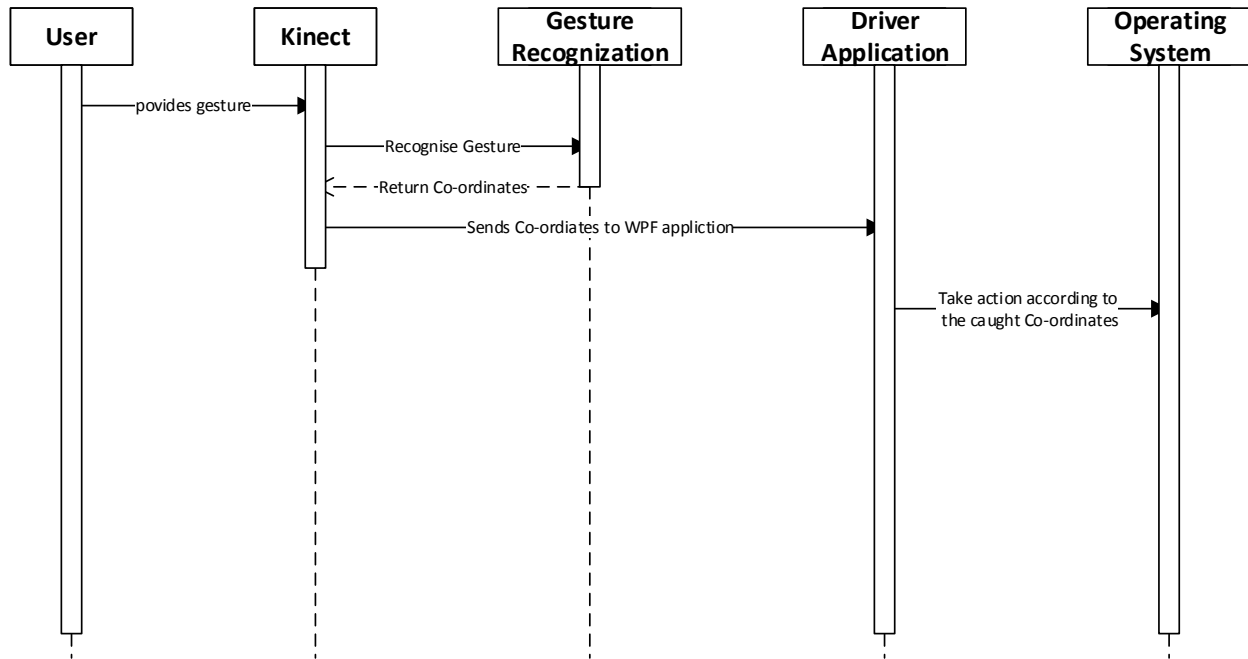 User
Kinect
Gesture
Recognization
Driver
Application
Operating
System
povides gesture
Recognise Gesture
Return Co-ordinates
Sends Co-ordiates to WPF appliction
Take action according to
the caught Co-ordinates